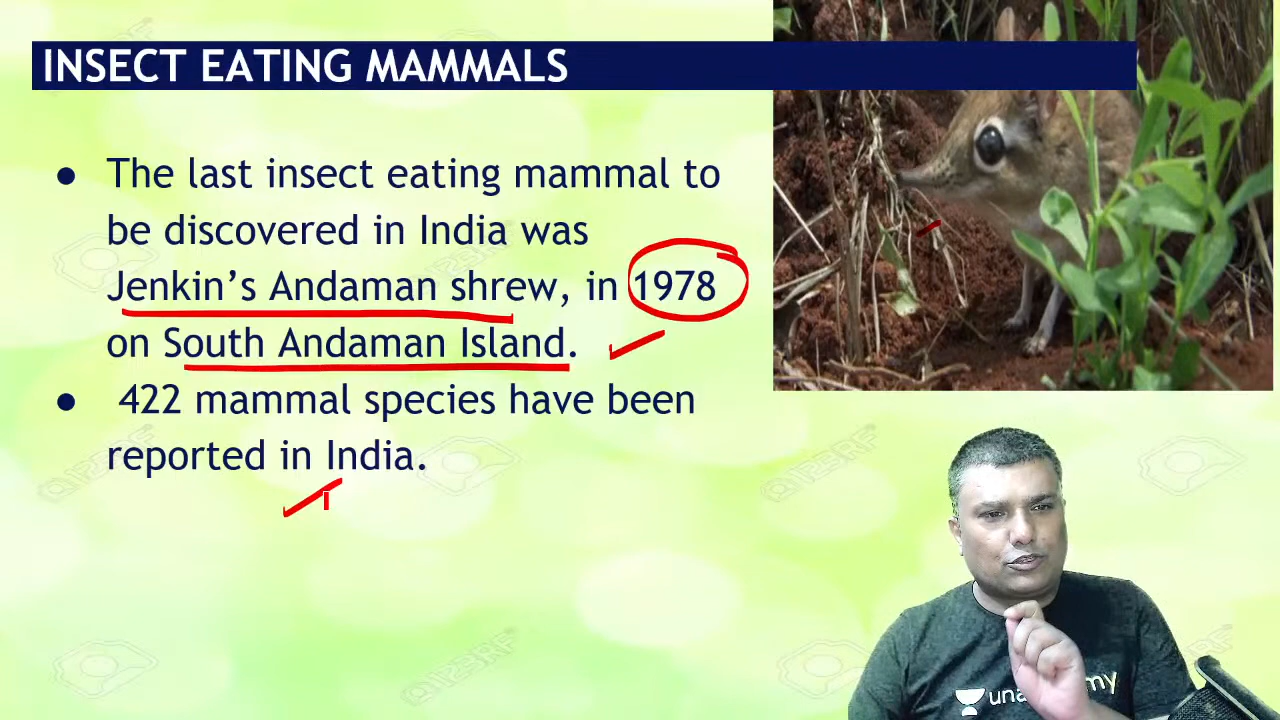 INSECT EATING MAMMALS
● The last insect eating mammal to
be discovered in India was
Jenkin’s Andaman shrew, in 1978
on South Andaman Island.
● 422 mammal species have been
reported in India.